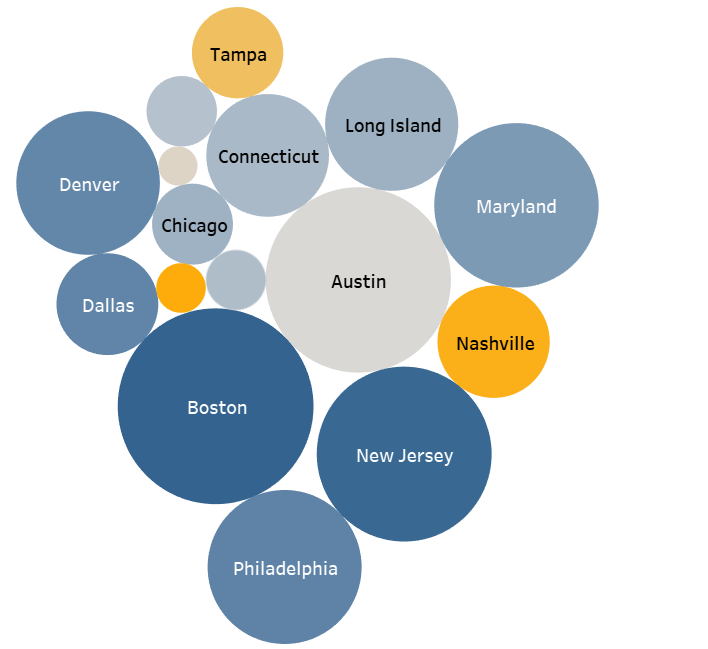 Tampa
Long Island
Connecticut
Denver
Maryland
Chicago
Austin
Dallas
Nashville
Boston
New Jersey
Philadelphia